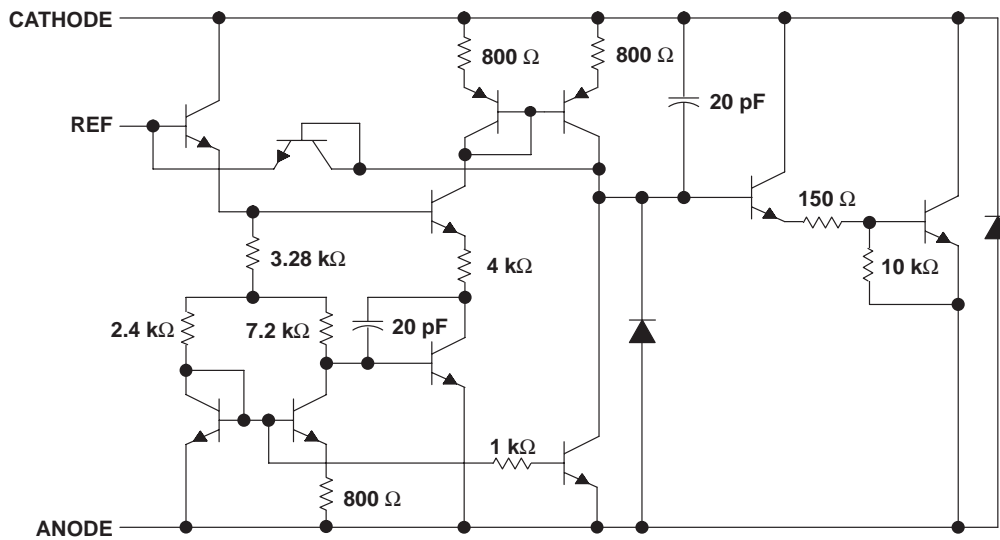 CATHODE
800 Ω
800 Ω
20 pF
REF
150 Ω
3.28 kΩ
4 kΩ
10 kΩ
2.4 kΩ
7.2 kΩ
20 pF
1 kΩ
800 Ω
ANODE